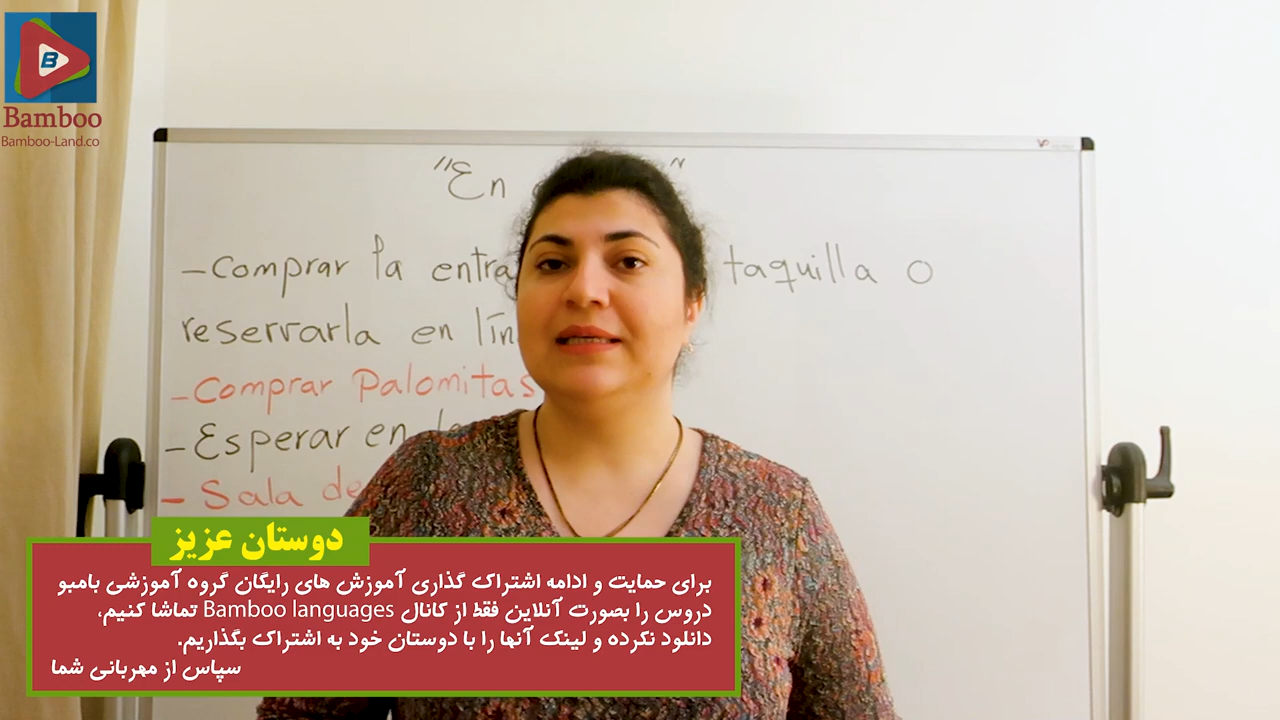 B
Bamboo
Bamboo-Land.co
"En
-Comprar la entra taquilla o
reservarla en lín
-Comprar Palomitas
-Esperar en
- Sala de
دوستان عزیز
برای حمایت و ادامه اشتراک گذاری آموزش های رایگان گروه آموزشی بامبو
دروس را بصورت آنلاین فقط از کانال Bamboo languages تماشا کنیم،
دانلود نکرده و لینک آنها را با دوستان خود به اشتراک بگذاریم.
سپاس از مهربانی شما